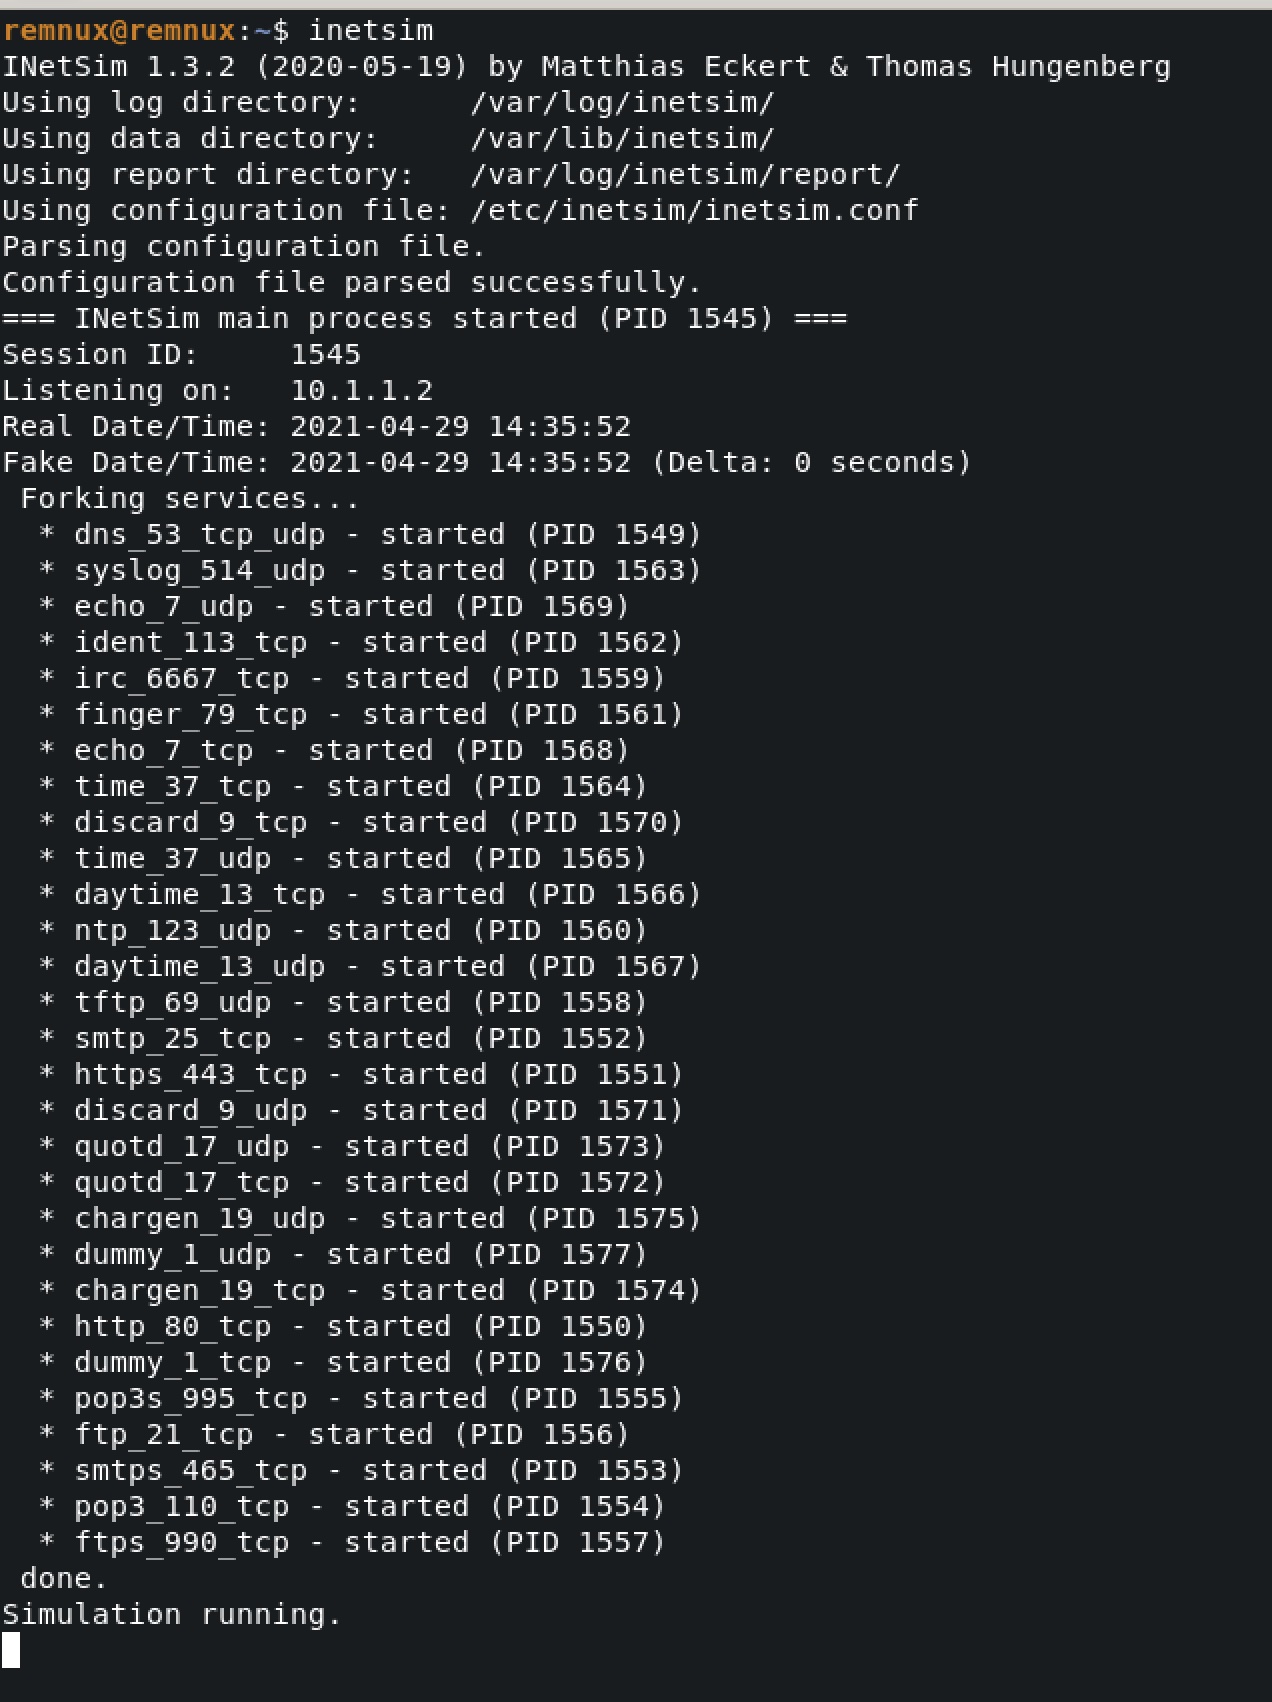 remnux@remnux:~$ inetsim
INetSim 1.3.2 (2020-05-19) by Matthias Eckert & Thomas Hungenberg
Using log directory:      /var/log/inetsim/
Using data directory:     /var/lib/inetsim/
Using report directory:   /var/log/inetsim/report/
Using configuration file: /etc/inetsim/inetsim.conf
Parsing configuration file.
Configuration file parsed successfully.
=== INetSim main process started (PID 1545) ===
Session ID:     1545
Listening on:   10.1.1.2
Real Date/Time: 2021-04-29 14:35:52
Fake Date/Time: 2021-04-29 14:35:52 (Delta: 0 seconds)
 Forking services...
  * dns_53_tcp_udp - started (PID 1549)
  * syslog_514_udp - started (PID 1563)
  * echo_7_udp - started (PID 1569)
  * ident_113_tcp - started (PID 1562)
  * irc_6667_tcp - started (PID 1559)
  * finger_79_tcp - started (PID 1561)
  * echo_7_tcp - started (PID 1568)
  * time_37_tcp - started (PID 1564)
  * discard_9_tcp - started (PID 1570)
  * time_37_udp - started (PID 1565)
  * daytime_13_tcp - started (PID 1566)
  * ntp_123_udp - started (PID 1560)
  * daytime_13_udp - started (PID 1567)
  * tftp_69_udp - started (PID 1558)
  * smtp_25_tcp - started (PID 1552)
  * https_443_tcp - started (PID 1551)
  * discard_9_udp - started (PID 1571)
  * quotd_17_udp - started (PID 1573)
  * quotd_17_tcp - started (PID 1572)
  * chargen_19_udp - started (PID 1575)
  * dummy_1_udp - started (PID 1577)
  * chargen_19_tcp - started (PID 1574)
  * http_80_tcp - started (PID 1550)
  * dummy_1_tcp - started (PID 1576)
  * pop3s_995_tcp - started (PID 1555)
  * ftp_21_tcp - started (PID 1556)
  * smtps_465_tcp - started (PID 1553)
  * pop3_110_tcp - started (PID 1554)
  * ftps_990_tcp - started (PID 1557)
 done.
Simulation running.